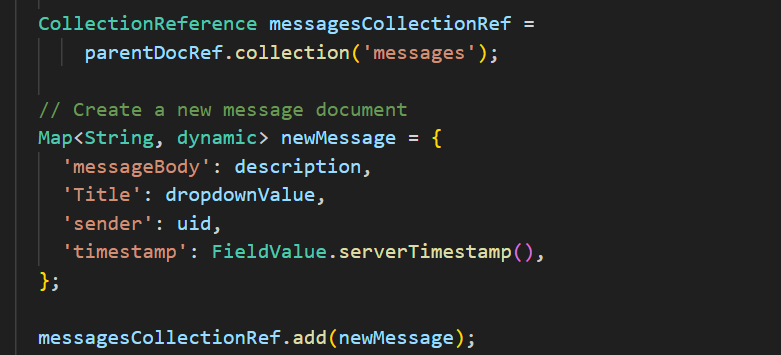 CollectionReference messagesCollectionRef =
parentDocRef.collection('messages');
// Create a new message document
Map<String, dynamic> newMessage = {
'messageBody': description,
'Title': dropdownValue,
'sender': uid,
'timestamp': FieldValue.serverTimestamp(),
};
messagesCollectionRef.add(newMessage);